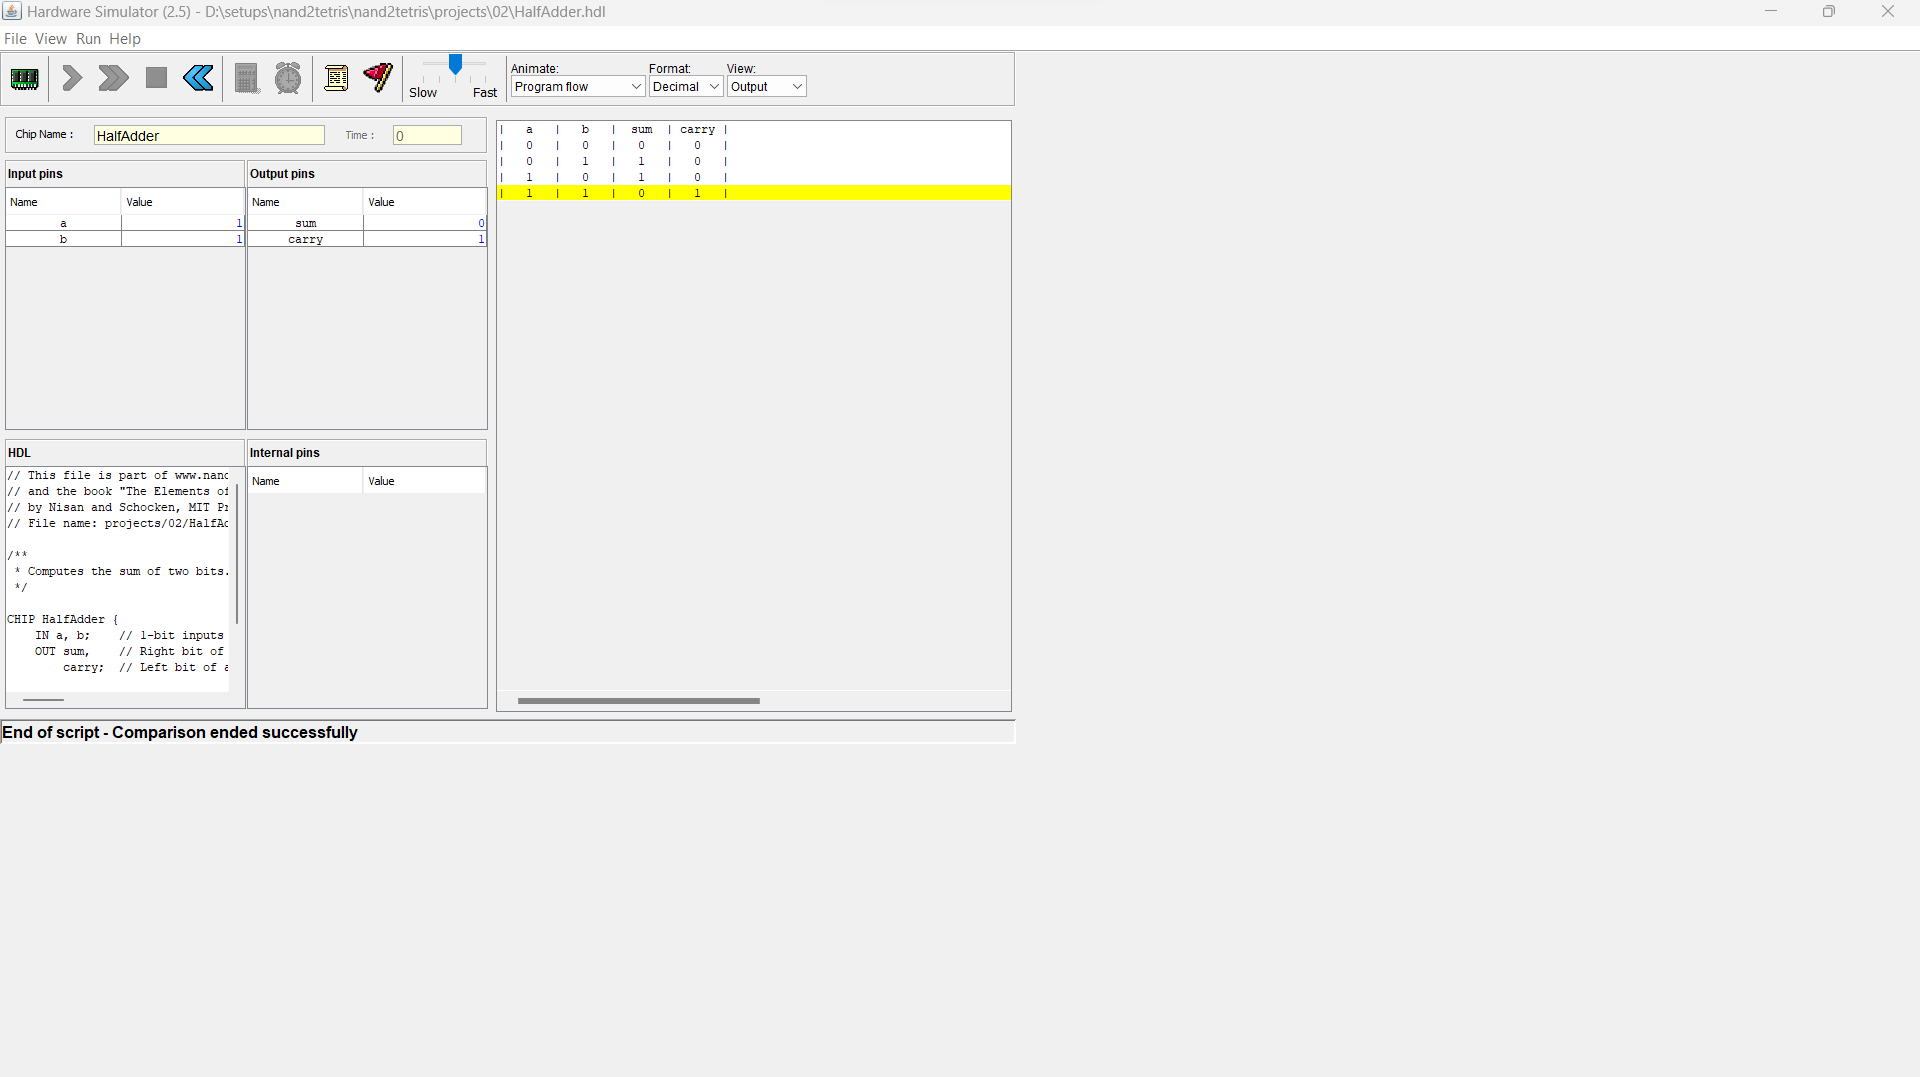 Hardware Simulator (2.5) - D:\setups\nand2tetris\nand2tetris\projects\02\HalfAdder.hdl
File View Run Help
Slow Fast
Animate: Format: View:
Program flow Decimal Output
Chip Name : HalfAdder Time : 0
Input pins Output pins
Name Value Name Value
a 1 sum 0
b 1 carry 1
| a | b | sum | carry |
| 0 | 0 | 0 | 0 |
| 0 | 1 | 1 | 0 |
| 1 | 0 | 1 | 0 |
| 1 | 1 | 0 | 1 |
HDL
// This file is part of www.nand
// and the book "The Elements of
// by Nisan and Schocken, MIT Pr
// File name: projects/02/HalfAd
/**
* Computes the sum of two bits.
*/
CHIP HalfAdder {
IN a, b; // 1-bit inputs
OUT sum, // Right bit of
carry; // Left bit of a
Internal pins
Name Value
End of script - Comparison ended successfully